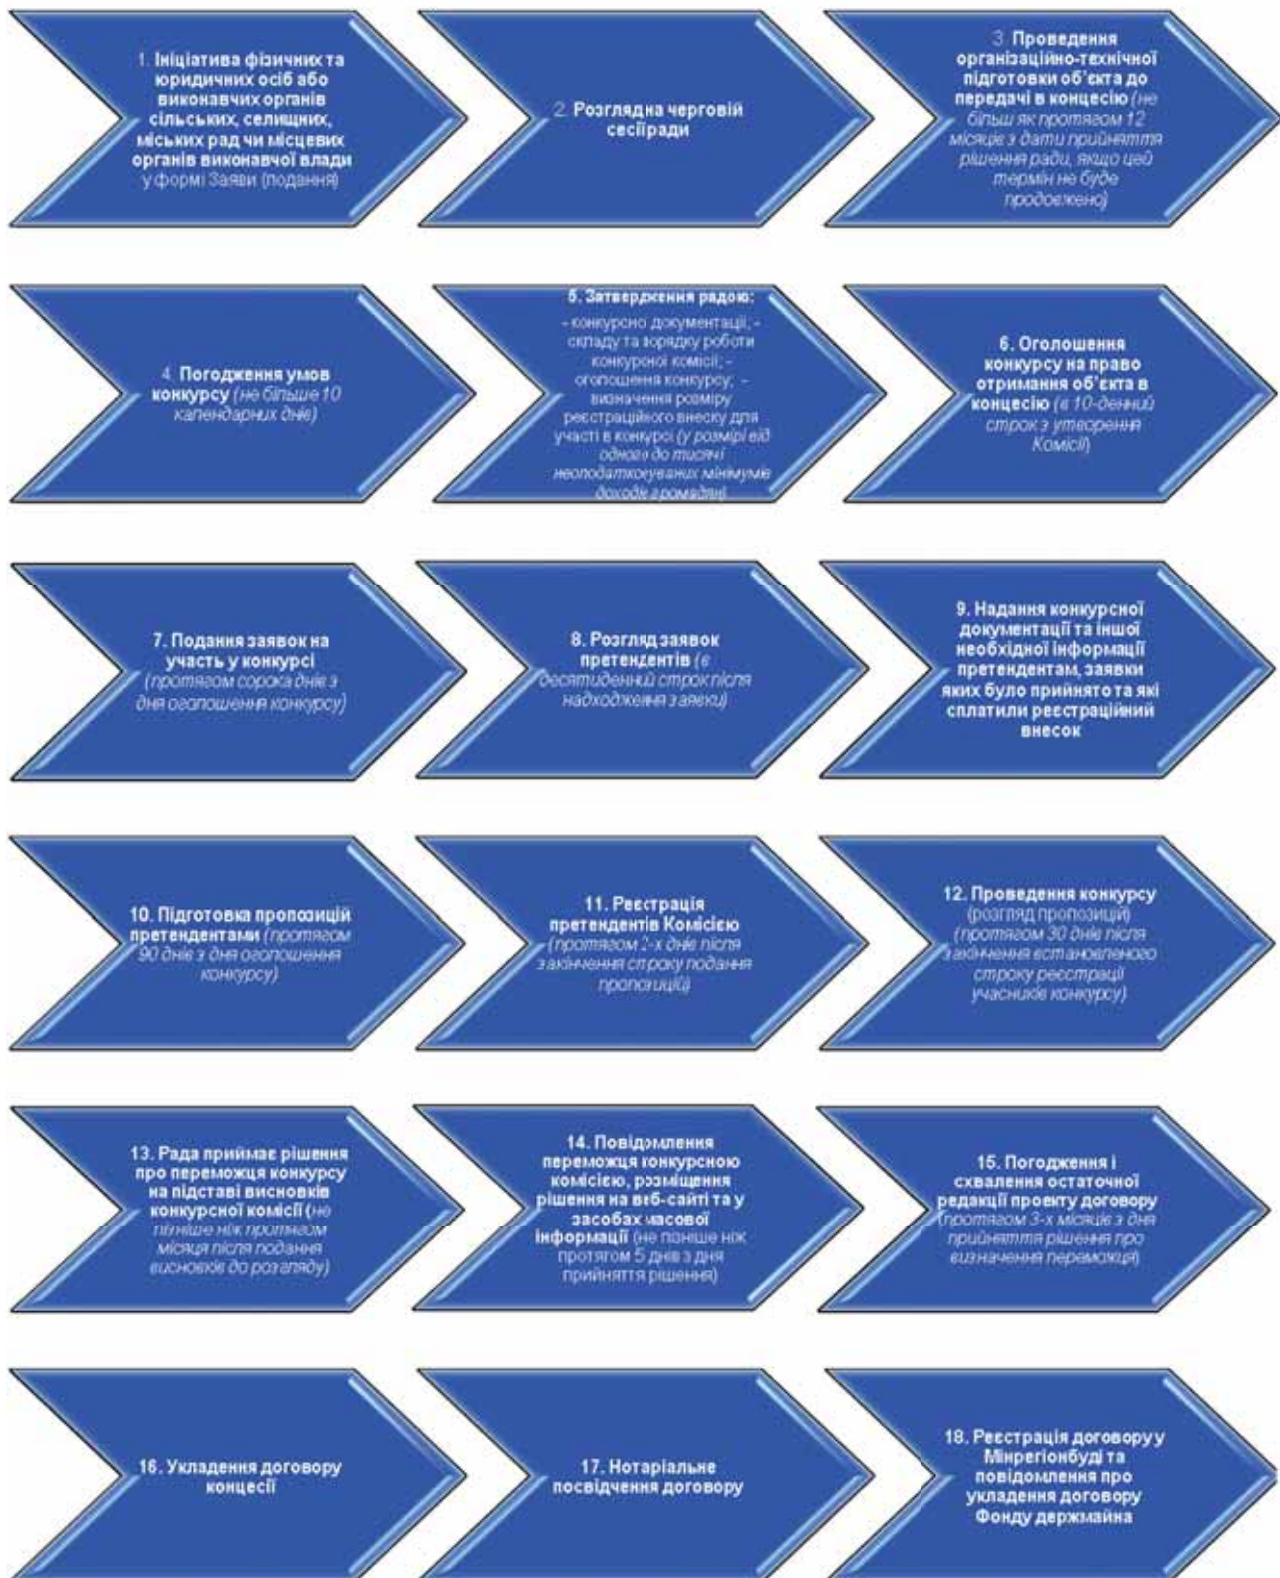 1. Ініціатива фізичних та
юридичних осіб або
виконавчих органів
сільських, селищних,
міських рад чи місцевих
органів виконавчої влади
у формі Заяви (подання)
2. Розглядна черговій
сесіїради
3. Проведення
організаційно-технічної
підготовки об'єкта до
передачі в концесію (не
більш як протягом 12
місяців з дати прийняття
рішення ради, якщо цей
термін не буде
продовжено)
4. Погодження умов
конкурсу (не більше 10
календарних днів)
5. Затвердження радою:
- конкурсно документації; -
складу та порядку роботи
конкурсної комісії; -
оголошення конкурсу; -
визначення розміру
реєстраційного внеску для
участі в конкурсі (у розмірі від
одного до тисячі
неоподатковуваних мінімумів
доходів громадян)
6. Оголошення
конкурсу на право
отримання об'єкта в
концесію (в 10-денний
строк з утворення
Комісії)
7. Подання заявок на
участь у конкурсі
(протягом сорока днів з
дня оголошення конкурсу)
8. Розгляд заявок
претендентів (в
десятиденний строк після
надходження заявки)
9. Надання конкурсної
документації та іншої
необхідної інформації
претендентам, заявки
яких було прийнято та які
сплатили реєстраційний
внесок
10. Підготовка пропозицій
претендентами (протягом
90 днів з дня оголошення
конкурсу)
11. Реєстрація
претендентів Комісією
(протягом 2-х днів після
закінчення строку подання
пропозицій)
12. Проведення конкурсу
(розгляд пропозицій)
(протягом 30 днів після
закінчення встановленого
строку реєстрації
учасників конкурсу)
13. Рада приймає рішення
про переможця конкурсу
на підставі висновків
конкурсної комісії (не
пізніше ніж протягом
місяця після подання
висновків до розгляду)
14. Повідомлення
переможця конкурсною
комісією, розміщення
рішення на веб-сайті та у
засобах масової
інформації (не поніше ніж
протягом 5 днів з дня
прийняття рішення)
15. Погодження і
схвалення остаточної
редакції проекту договору
(протягом 3-х місяців з дня
прийняття рішення про
визначення переможця)
16. Укладення договору
концесії
17. Нотаріальне
посвідчення договору
18. Реєстрація договору у
Мінрегіонбуді та
повідомлення про
укладення договору
Фонду держмайна